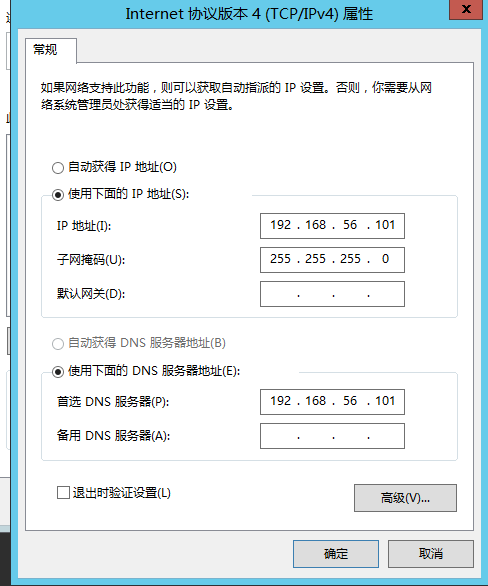 Internet 协议版本 4 (TCP/IPv4) 属性
x
常规
如果网络支持此功能，则可以获取自动指派的 IP 设置。否则，你需要从网
络系统管理员处获得适当的 IP 设置。
自动获得 IP 地址(O)
使用下面的 IP 地址(S):
IP 地址(I): 192 . 168 . 56 . 101
子网掩码(U): 255 . 255 . 255 . 0
默认网关(D): . . .
自动获得 DNS 服务器地址(B)
使用下面的 DNS 服务器地址(E):
首选 DNS 服务器(P): 192 . 168 . 56 . 101
备用 DNS 服务器(A): . . .
退出时验证设置(L)
高级(V)...
确定 取消